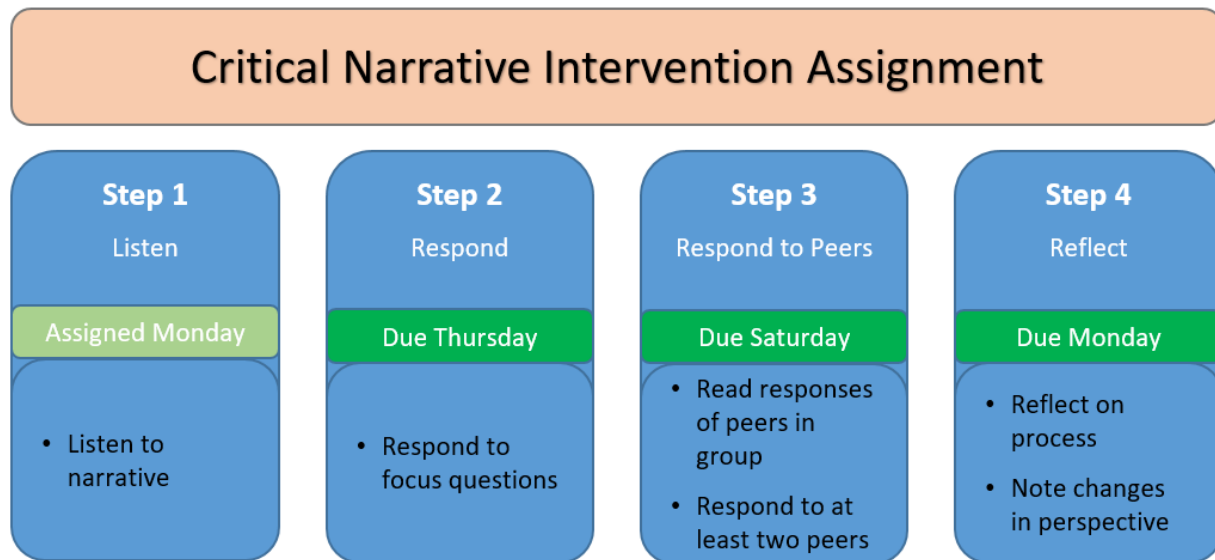 Critical Narrative Intervention Assignment
Step 1
Listen
Assigned Monday
• Listen to
narrative
Step 2
Respond
Due Thursday
• Respond to
focus questions
Step 3
Respond to Peers
Due Saturday
• Read responses
of peers in
group
• Respond to at
least two peers
Step 4
Reflect
Due Monday
• Reflect on
process
• Note changes
in perspective